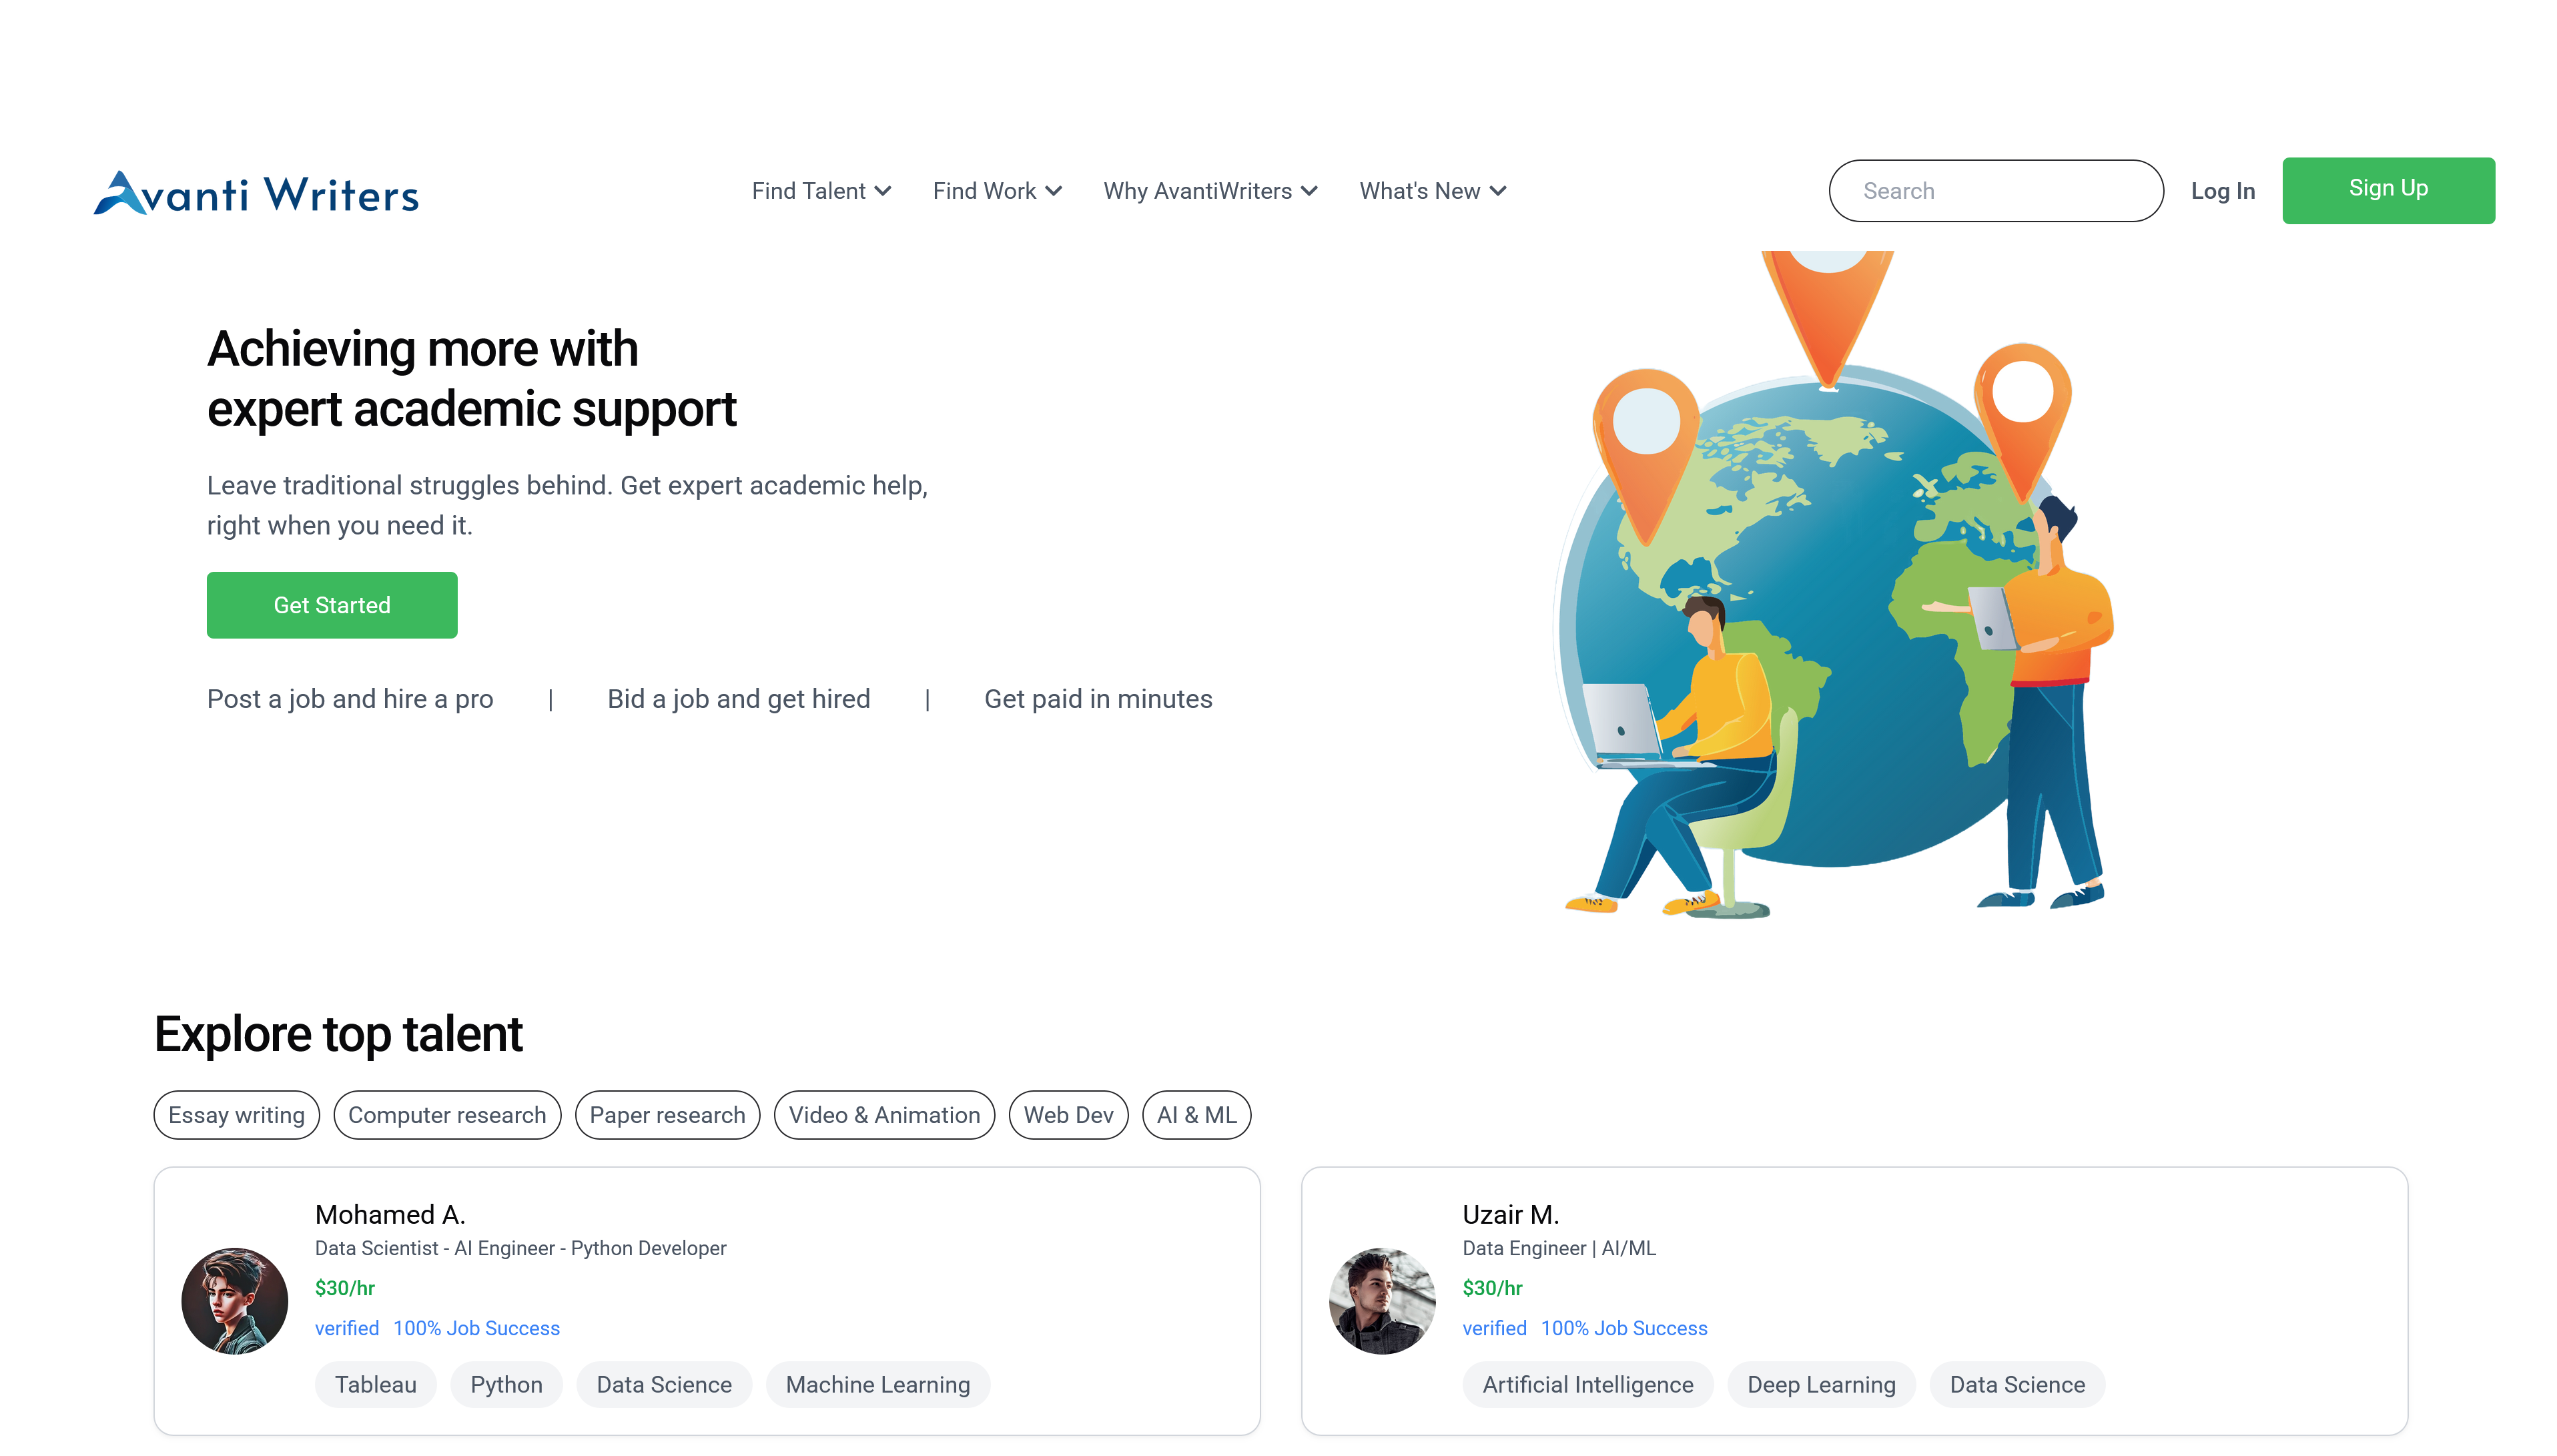 Avanti Writers
Find Talent
Find Work
Why AvantiWriters
What's New
Search
Log In
Sign Up
Achieving more with
expert academic support
Leave traditional struggles behind. Get expert academic help,
right when you need it.
Get Started
Post a job and hire a pro | Bid a job and get hired | Get paid in minutes
Explore top talent
Essay writing
Computer research
Paper research
Video & Animation
Web Dev
AI & ML
Mohamed A.
Data Scientist - AI Engineer - Python Developer
$30/hr
verified 100% Job Success
Tableau
Python
Data Science
Machine Learning
Uzair M.
Data Engineer | AI/ML
$30/hr
verified 100% Job Success
Artificial Intelligence
Deep Learning
Data Science